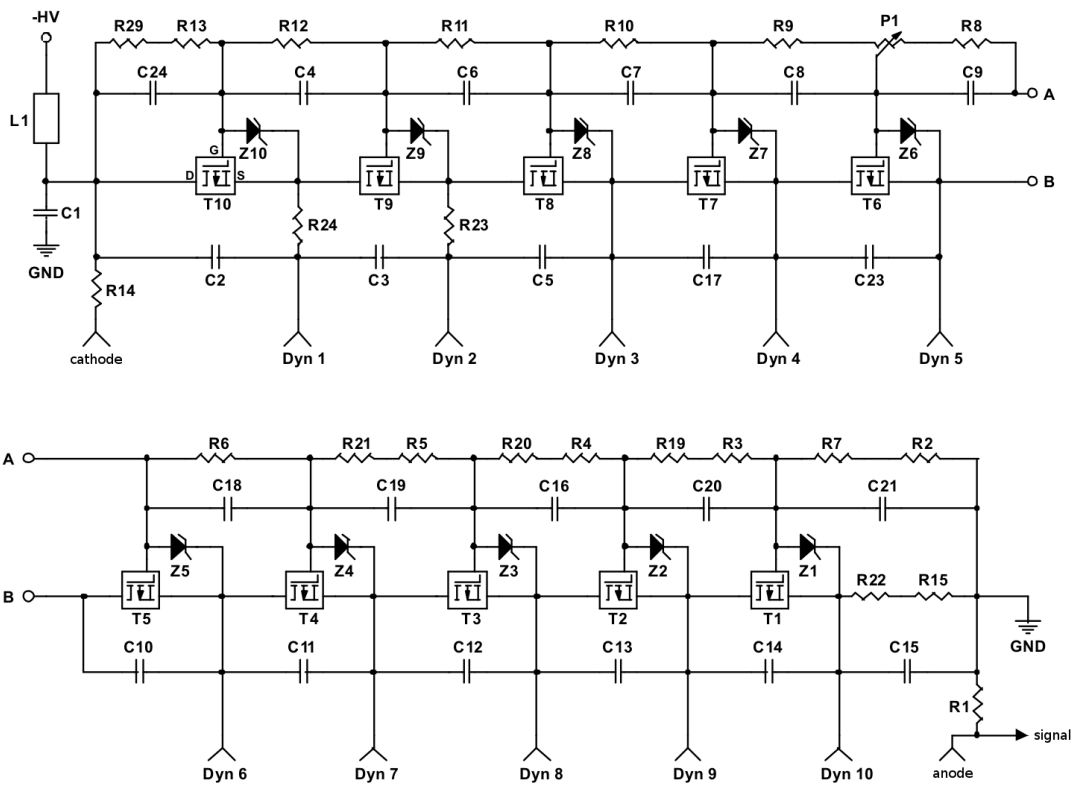 -HV
R29 R13 R12 R11 R10 R9 P1 R8
C24 C4 C6 C7 C8 C9 A
L1
G Z10 Z9 Z8 Z7 Z6
D S B
T10 T9 T8 T7 T6
C1 R24 R23
GND C2 C3 C5 C17 C23
R14
cathode Dyn 1 Dyn 2 Dyn 3 Dyn 4 Dyn 5
R6 R21 R5 R20 R4 R19 R3 R7 R2
A
C18 C19 C16 C20 C21
Z5 Z4 Z3 Z2 Z1
R22 R15
B
T5 T4 T3 T2 T1
C10 C11 C12 C13 C14 C15 GND
R1
signal
Dyn 6 Dyn 7 Dyn 8 Dyn 9 Dyn 10 anode